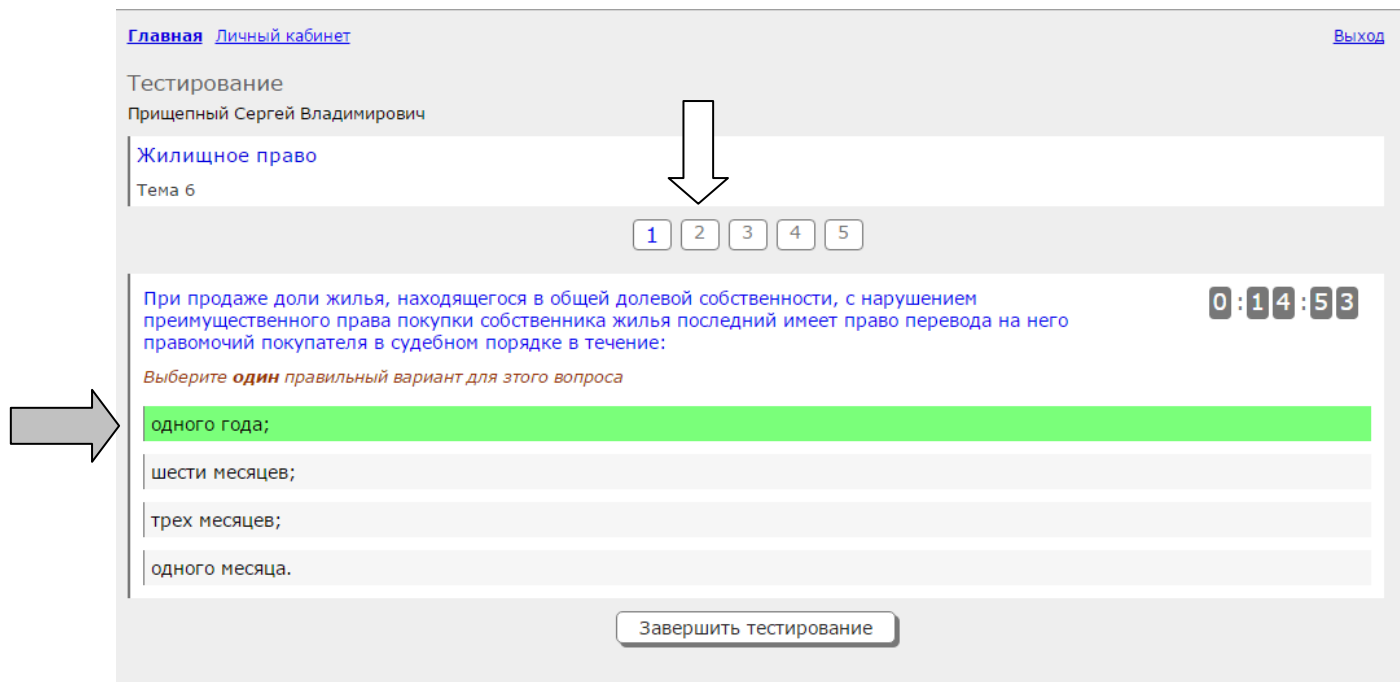 Главная Личный кабинет Выход
Тестирование
Прищепный Сергей Владимирович
Жилищное право
Тема 6
1 2 3 4 5
При продаже доли жилья, находящегося в общей долевой собственности, с нарушением
преимущественного права покупки собственника жилья последний имеет право перевода на него
правомочий покупателя в судебном порядке в течение:
0:14:53
Выберите один правильный вариант для этого вопроса
одного года;
шести месяцев;
трех месяцев;
одного месяца.
Завершить тестирование